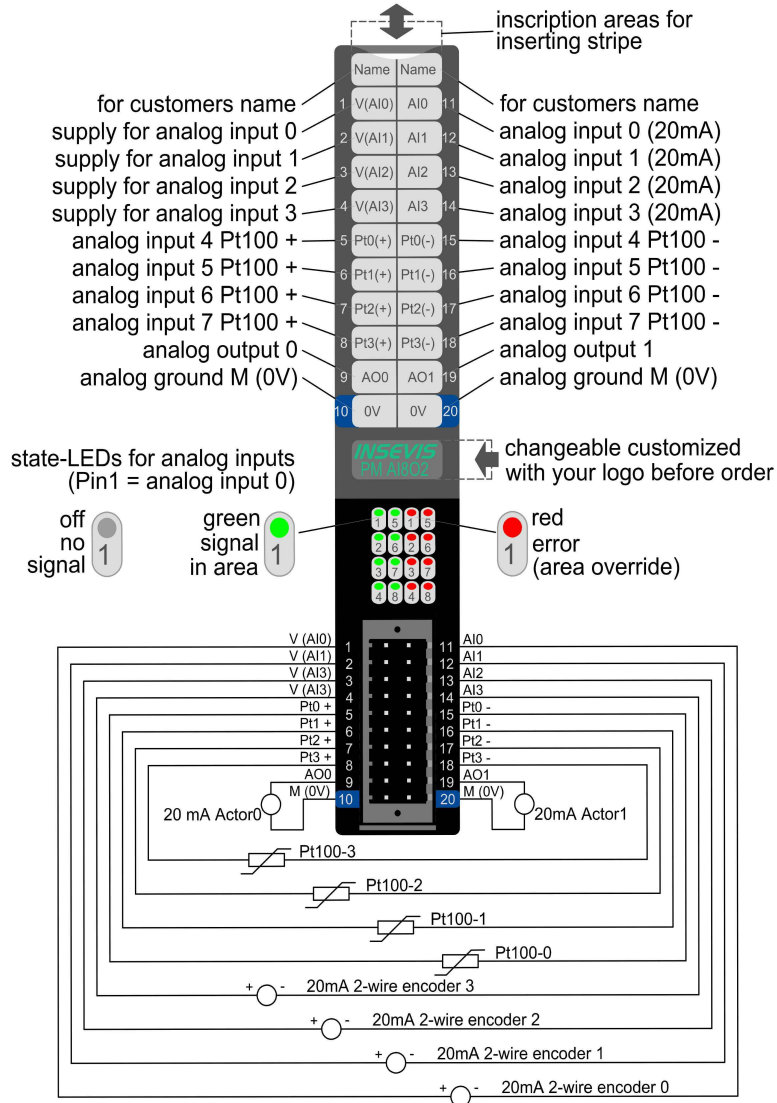 inscription areas for
inserting stripe
Name Name
for customers name
for customers name
1 V(AI0) AI0 11
supply for analog input 0
analog input 0 (20mA)
2 V(AI1) AI1 12
supply for analog input 1
analog input 1 (20mA)
3 V(AI2) AI2 13
supply for analog input 2
analog input 2 (20mA)
4 V(AI3) AI3 14
supply for analog input 3
analog input 3 (20mA)
5 Pt0(+) Pt0(-) 15
analog input 4 Pt100 +
analog input 4 Pt100 -
6 Pt1(+) Pt1(-) 16
analog input 5 Pt100 +
analog input 5 Pt100 -
7 Pt2(+) Pt2(-) 17
analog input 6 Pt100 +
analog input 6 Pt100 -
8 Pt3(+) Pt3(-) 18
analog input 7 Pt100 +
analog input 7 Pt100 -
9 AO0 AO1 19
analog output 0
analog output 1
10 0V 0V 20
analog ground M (0V)
analog ground M (0V)
INSEVIS
PM AI8O2
changeable customized
with your logo before order
state-LEDs for analog inputs
(Pin1 = analog input 0)
off
no
signal
1
green
signal
in area
1
1 5 1 5
2 6 2 6
3 7 3 7
4 8 4 8
1
red
error
(area override)
V (AI0) 1 11 AI0
V (AI1) 2 12 AI1
V (AI3) 3 13 AI2
V (AI3) 4 14 AI3
Pt0 + 5 15 Pt0 -
Pt1 + 6 16 Pt1 -
Pt2 + 7 17 Pt2 -
Pt3 + 8 18 Pt3 -
AO0 9 19 AO1
M (0V) 10 20 M (0V)
20 mA Actor0
20mA Actor1
Pt100-3
Pt100-2
Pt100-1
Pt100-0
+ - 20mA 2-wire encoder 3
+ - 20mA 2-wire encoder 2
+ - 20mA 2-wire encoder 1
+ - 20mA 2-wire encoder 0